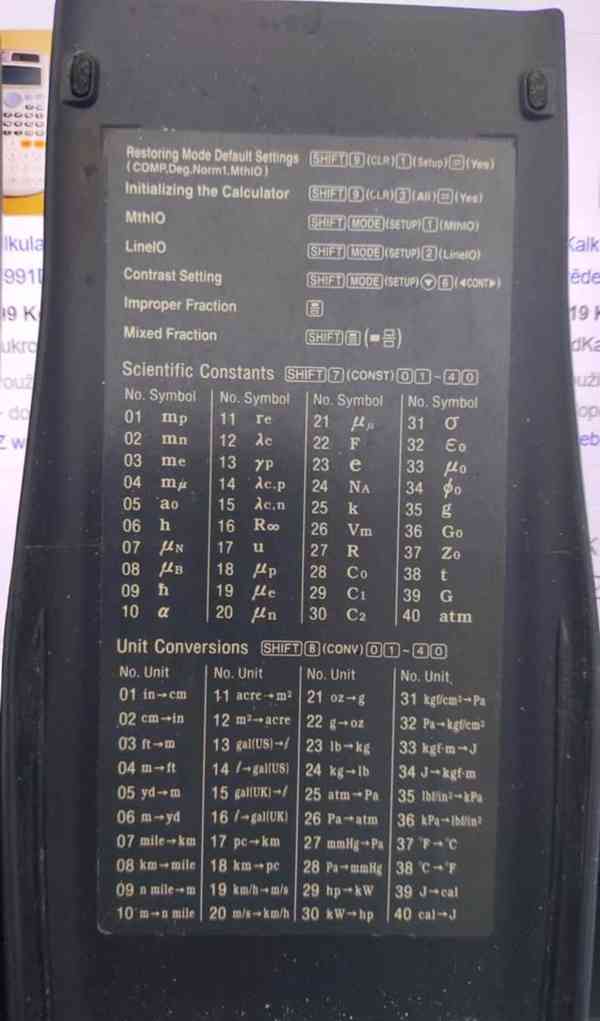 Restoring Mode Default Settings SHIFT 9 (CLR) 1 (Setup) = (Yes)
(COMP,Deg,Norm1,MthIO)
Initializing the Calculator SHIFT 9 (CLR) 3 (All) = (Yes)
MthIO SHIFT MODE (SETUP) 1 (MthIO)
LineIO SHIFT MODE (SETUP) 2 (LineIO)
Contrast Setting SHIFT MODE (SETUP) ▼ 6 (◄CONT►)
Improper Fraction
Mixed Fraction SHIFT
Scientific Constants SHIFT 7 (CONST) 0 1 ~ 4 0
No. Symbol No. Symbol No. Symbol No. Symbol
01 mp 11 re 21 μμ 31 σ
02 mn 12 λc 22 F 32 ε0
03 me 13 γp 23 e 33 μ0
04 mμ 14 λc.p 24 NA 34 ϕ0
05 a0 15 λc.n 25 k 35 g
06 h 16 R∞ 26 Vm 36 G0
07 μN 17 u 27 R 37 Z0
08 μB 18 μp 28 C0 38 t
09 ħ 19 μe 29 C1 39 G
10 α 20 μn 30 C2 40 atm
Unit Conversions SHIFT 8 (CONV) 0 1 ~ 4 0
No. Unit No. Unit No. Unit No. Unit
01 in→cm 11 acre→m² 21 oz→g 31 kgf/cm²→Pa
02 cm→in 12 m²→acre 22 g→oz 32 Pa→kgf/cm²
03 ft→m 13 gal(US)→ℓ 23 lb→kg 33 kgf·m→J
04 m→ft 14 ℓ→gal(US) 24 kg→lb 34 J→kgf·m
05 yd→m 15 gal(UK)→ℓ 25 atm→Pa 35 lbf/in²→kPa
06 m→yd 16 ℓ→gal(UK) 26 Pa→atm 36 kPa→lbf/in²
07 mile→km 17 pc→km 27 mmHg→Pa 37 °F→°C
08 km→mile 18 km→pc 28 Pa→mmHg 38 °C→°F
09 n mile→m 19 km/h→m/s 29 hp→kW 39 J→cal
10 m→n mile 20 m/s→km/h 30 kW→hp 40 cal→J